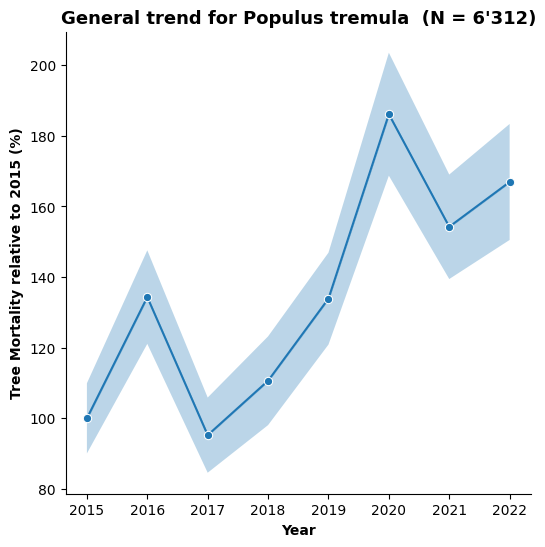 General trend for Populus tremula  (N = 6'312)
Tree Mortality relative to 2015 (%)
200
180
160
140
120
100
80
2015 2016 2017 2018 2019 2020 2021 2022
Year